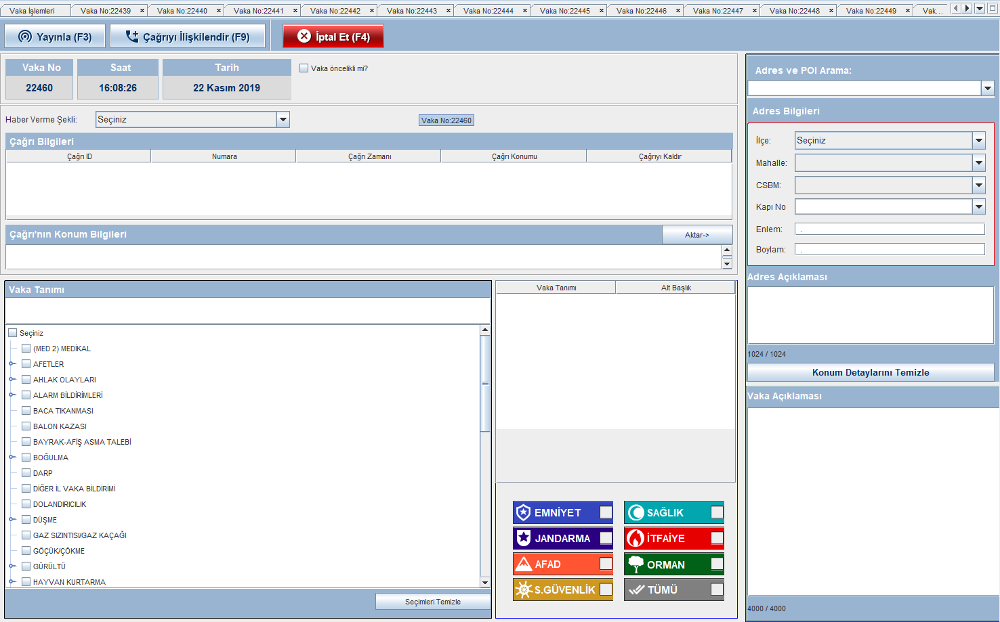 Vaka İşlemleri
Vaka No:22439
Vaka No:22440
Vaka No:22441
Vaka No:22442
Vaka No:22443
Vaka No:22444
Vaka No:22445
Vaka No:22446
Vaka No:22447
Vaka No:22448
Vaka No:22449
Vak...
Yayınla (F3)
Çağrıyı İlişkilendir (F9)
İptal Et (F4)
Vaka No
Saat
Tarih
22460
16:08:26
22 Kasım 2019
Vaka öncelikli mi?
Haber Verme Şekli:
Seçiniz
Vaka No:22460
Çağrı Bilgileri
Çağrı ID
Numara
Çağrı Zamanı
Çağrı Konumu
Çağrıyı Kaldır
Çağrı'nın Konum Bilgileri
Aktar->
Vaka Tanımı
Seçiniz
(MED 2) MEDİKAL
AFETLER
AHLAK OLAYLARI
ALARM BİLDİRİMLERİ
BACA TIKANMASI
BALON KAZASI
BAYRAK-AFİŞ ASMA TALEBİ
BOĞULMA
DARP
DİĞER İL VAKA BİLDİRİMİ
DOLANDIRICILIK
DÜŞME
GAZ SIZINTISI/GAZ KAÇAĞI
GÖÇÜK/ÇÖKME
GÜRÜLTÜ
HAYVAN KURTARMA
Seçimleri Temizle
Vaka Tanımı
Alt Başlık
EMNİYET
SAĞLIK
JANDARMA
İTFAİYE
AFAD
ORMAN
S.GÜVENLİK
TÜMÜ
Adres ve POI Arama:
Adres Bilgileri
İlçe:
Seçiniz
Mahalle:
CSBM:
Kapı No
Enlem:
.
Boylam:
.
Adres Açıklaması
1024 / 1024
Konum Detaylarını Temizle
Vaka Açıklaması
4000 / 4000